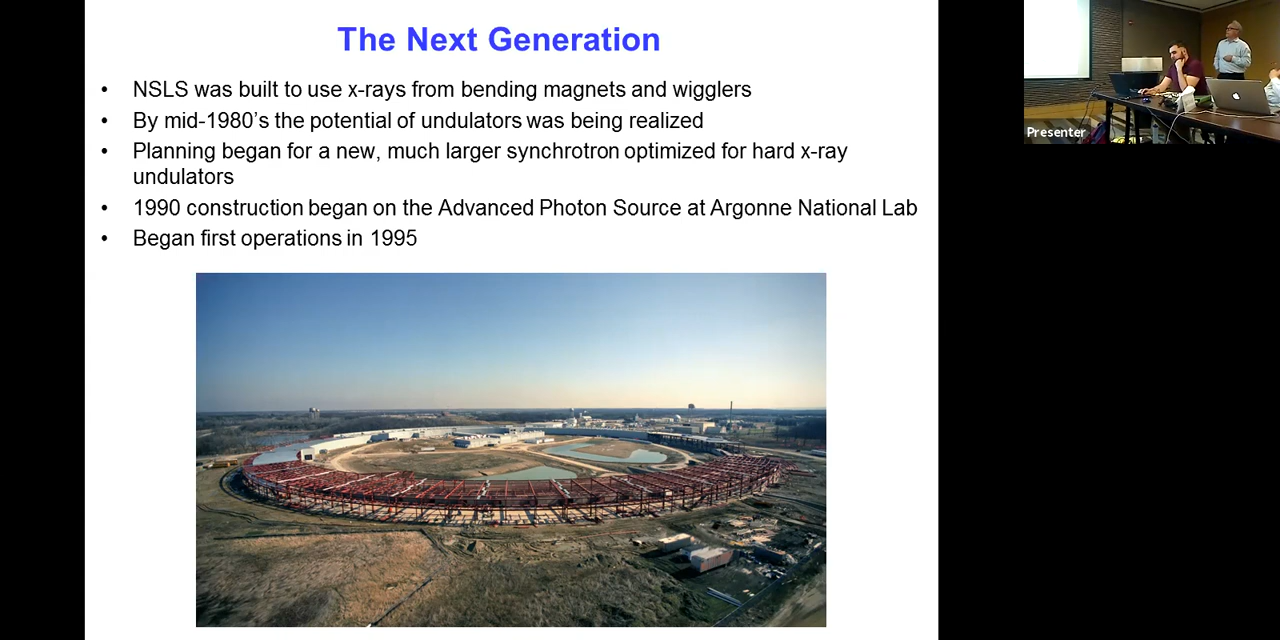 The Next Generation
• NSLS was built to use x-rays from bending magnets and wigglers
• By mid-1980’s the potential of undulators was being realized
• Planning began for a new, much larger synchrotron optimized for hard x-ray
undulators
• 1990 construction began on the Advanced Photon Source at Argonne National Lab
• Began first operations in 1995
Presenter